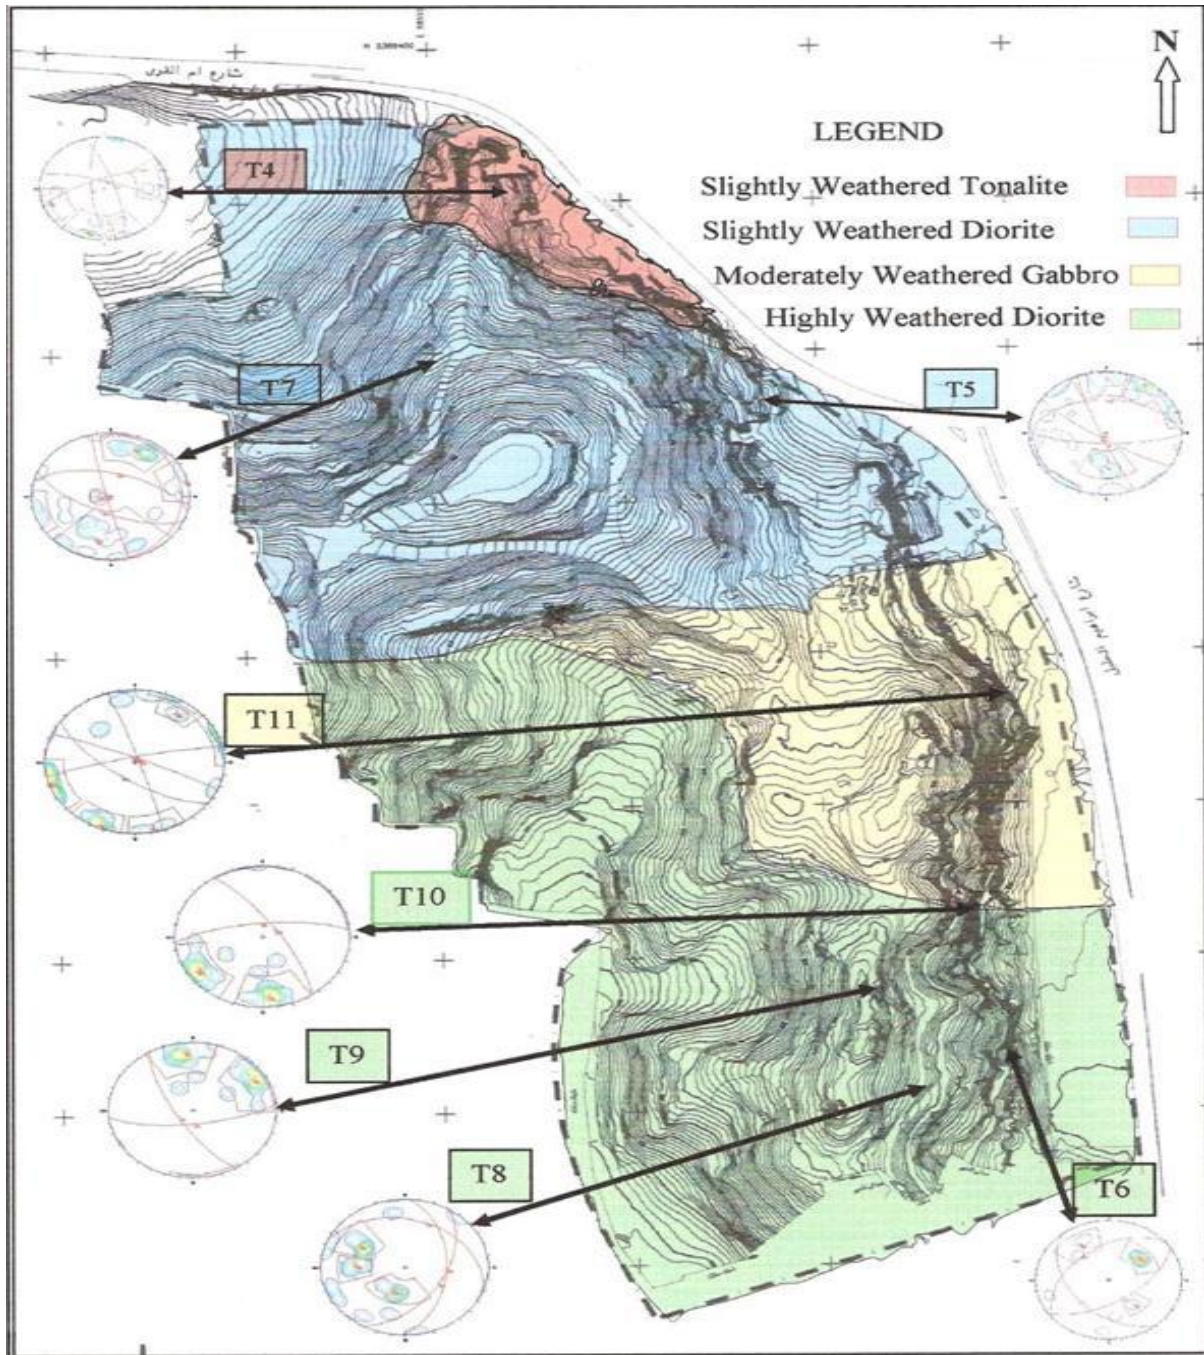 N
شارع ام القرى
LEGEND
Slightly Weathered Tonalite
Slightly Weathered Diorite
Moderately Weathered Gabbro
Highly Weathered Diorite
T4
T7
T5
T11
T10
T9
T8
T6